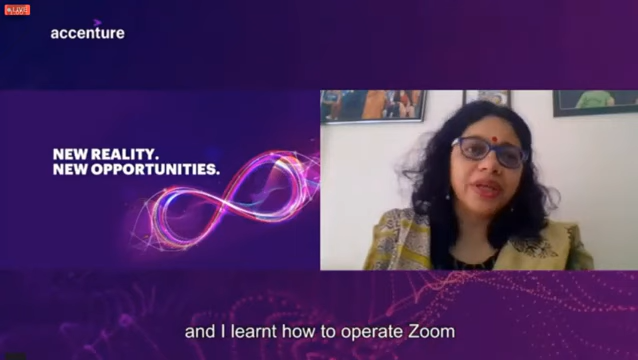 LIVE
accenture
NEW REALITY.
NEW OPPORTUNITIES.
and I learnt how to operate Zoom